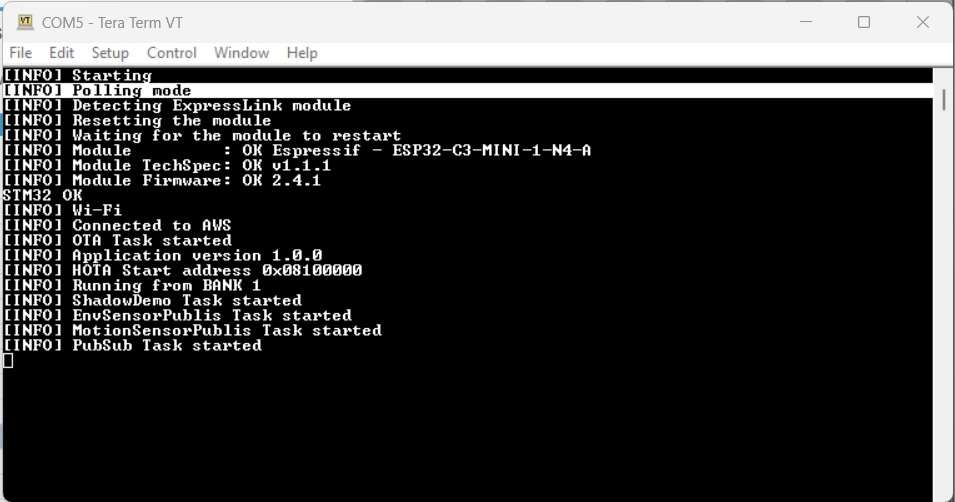 COM5 - Tera Term VT
File Edit Setup Control Window Help
[INFO] Starting
[INFO] Polling mode
[INFO] Detecting ExpressLink module
[INFO] Resetting the module
[INFO] Waiting for the module to restart
[INFO] Module         : OK Espressif - ESP32-C3-MINI-1-N4-A
[INFO] Module TechSpec: OK v1.1.1
[INFO] Module Firmware: OK 2.4.1
STM32 OK
[INFO] Wi-Fi
[INFO] Connected to AWS
[INFO] OTA Task started
[INFO] Application version 1.0.0
[INFO] HOTA Start address 0x08100000
[INFO] Running from BANK 1
[INFO] ShadowDemo Task started
[INFO] EnvSensorPublis Task started
[INFO] MotionSensorPublis Task started
[INFO] PubSub Task started